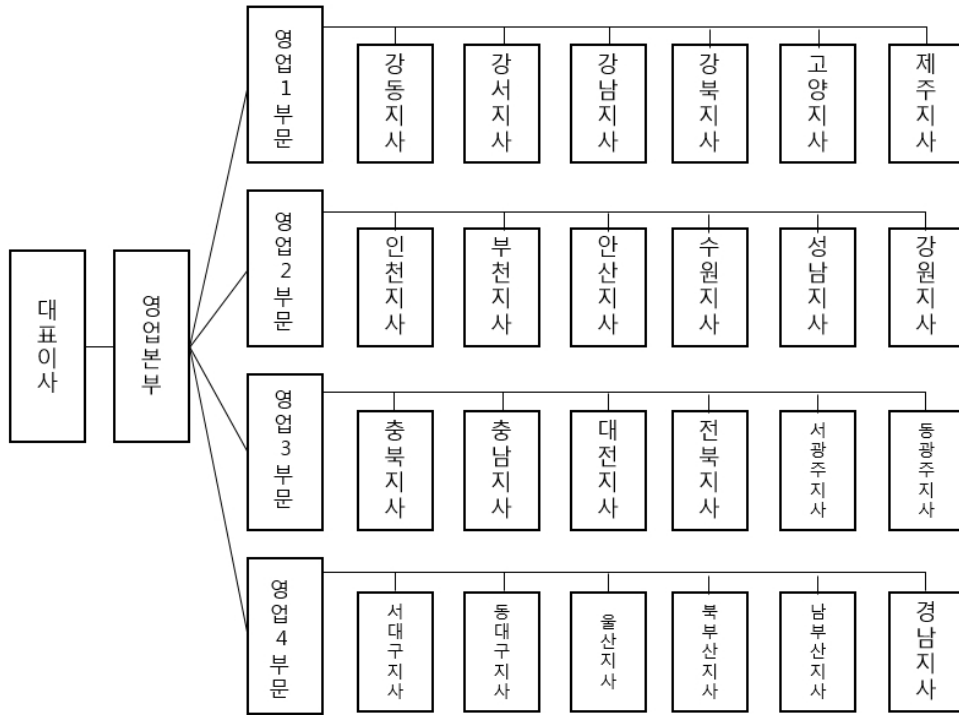 대표이사
영업본부
영업1부문
강동지사
강서지사
강남지사
강북지사
고양지사
제주지사
영업2부문
인천지사
부천지사
안산지사
수원지사
성남지사
강원지사
영업3부문
충북지사
충남지사
대전지사
전북지사
서광주지사
동광주지사
영업4부문
서대구지사
동대구지사
울산지사
북부산지사
남부산지사
경남지사